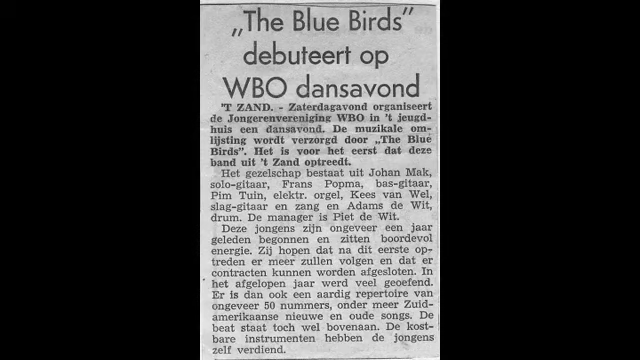 „The Blue Birds”
debuteert op
WBO dansavond
'T ZAND. - Zaterdagavond organiseert
de Jongerenvereniging WBO in 't jeugd-
huis een dansavond. De muzikale om-
lijsting wordt verzorgd door „The Blue
Birds”. Het is voor het eerst dat deze
band uit 't Zand optreedt.
Het gezelschap bestaat uit Johan Mak,
solo-gitaar, Frans Popma, bas-gitaar,
Pim Tuin, elektr. orgel, Kees van Wel,
slag-gitaar en zang en Adams de Wit,
drum. De manager is Piet de Wit.
Deze jongens zijn ongeveer een jaar
geleden begonnen en zitten boordevol
energie. Zij hopen dat na dit eerste op-
treden er meer zullen volgen en dat er
contracten kunnen worden afgesloten. In
het afgelopen jaar werd veel geoefend.
Er is dan ook een aardig repertoire van
ongeveer 50 nummers, onder meer Zuid-
amerikaanse nieuwe en oude songs. De
beat staat toch wel bovenaan. De kost-
bare instrumenten hebben de jongens
zelf verdiend.